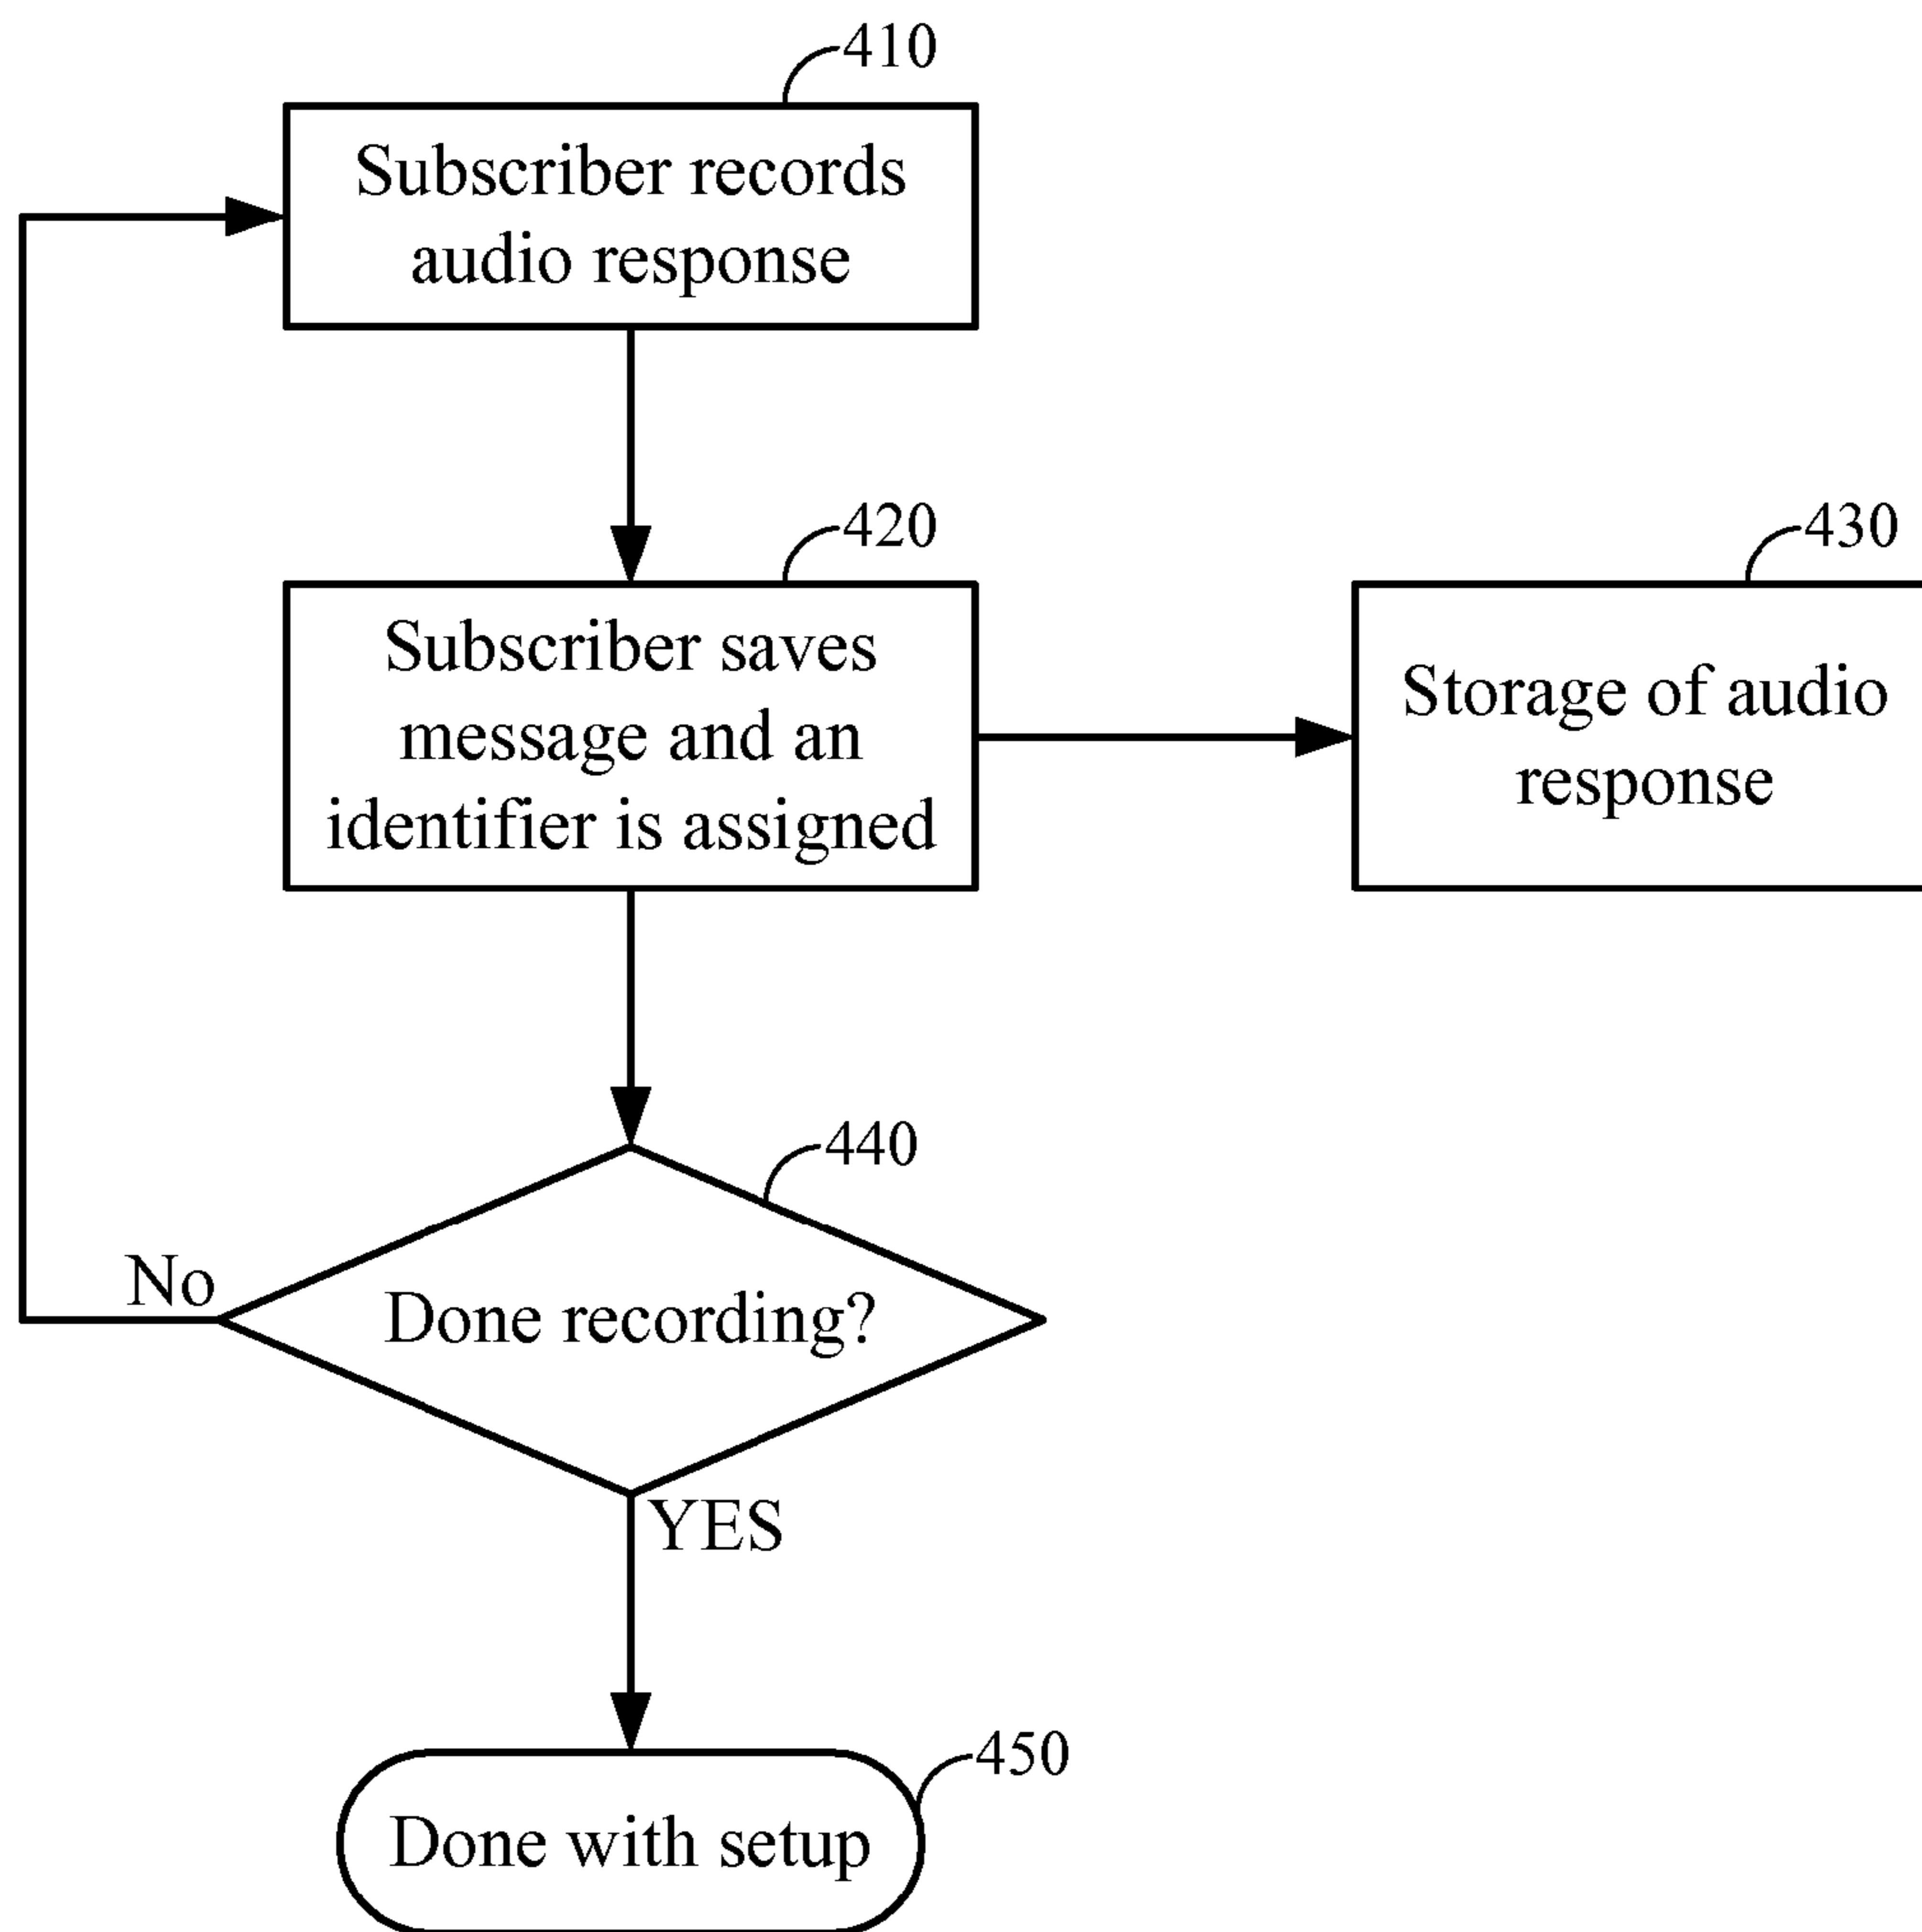 410
Subscriber records
audio response
420
Subscriber saves
message and an
identifier is assigned
430
Storage of audio
response
440
Done recording?
No
YES
450
Done with setup